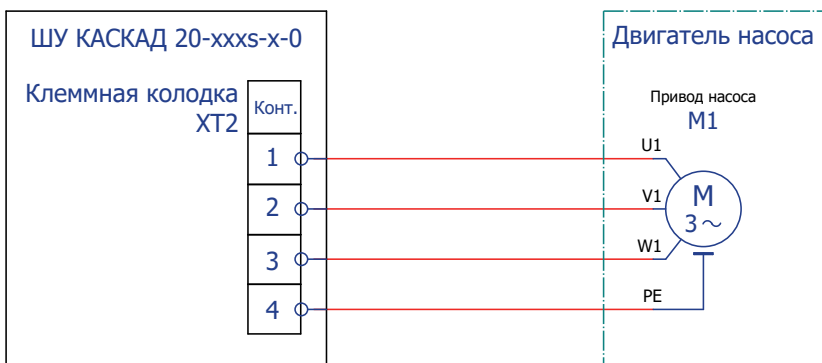 ШУ КАСКАД 20-xxxs-x-0
Двигатель насоса
Клеммная колодка
XT2
Конт.
Привод насоса
M1
1
U1
2
V1
M
3~
3
W1
4
PE